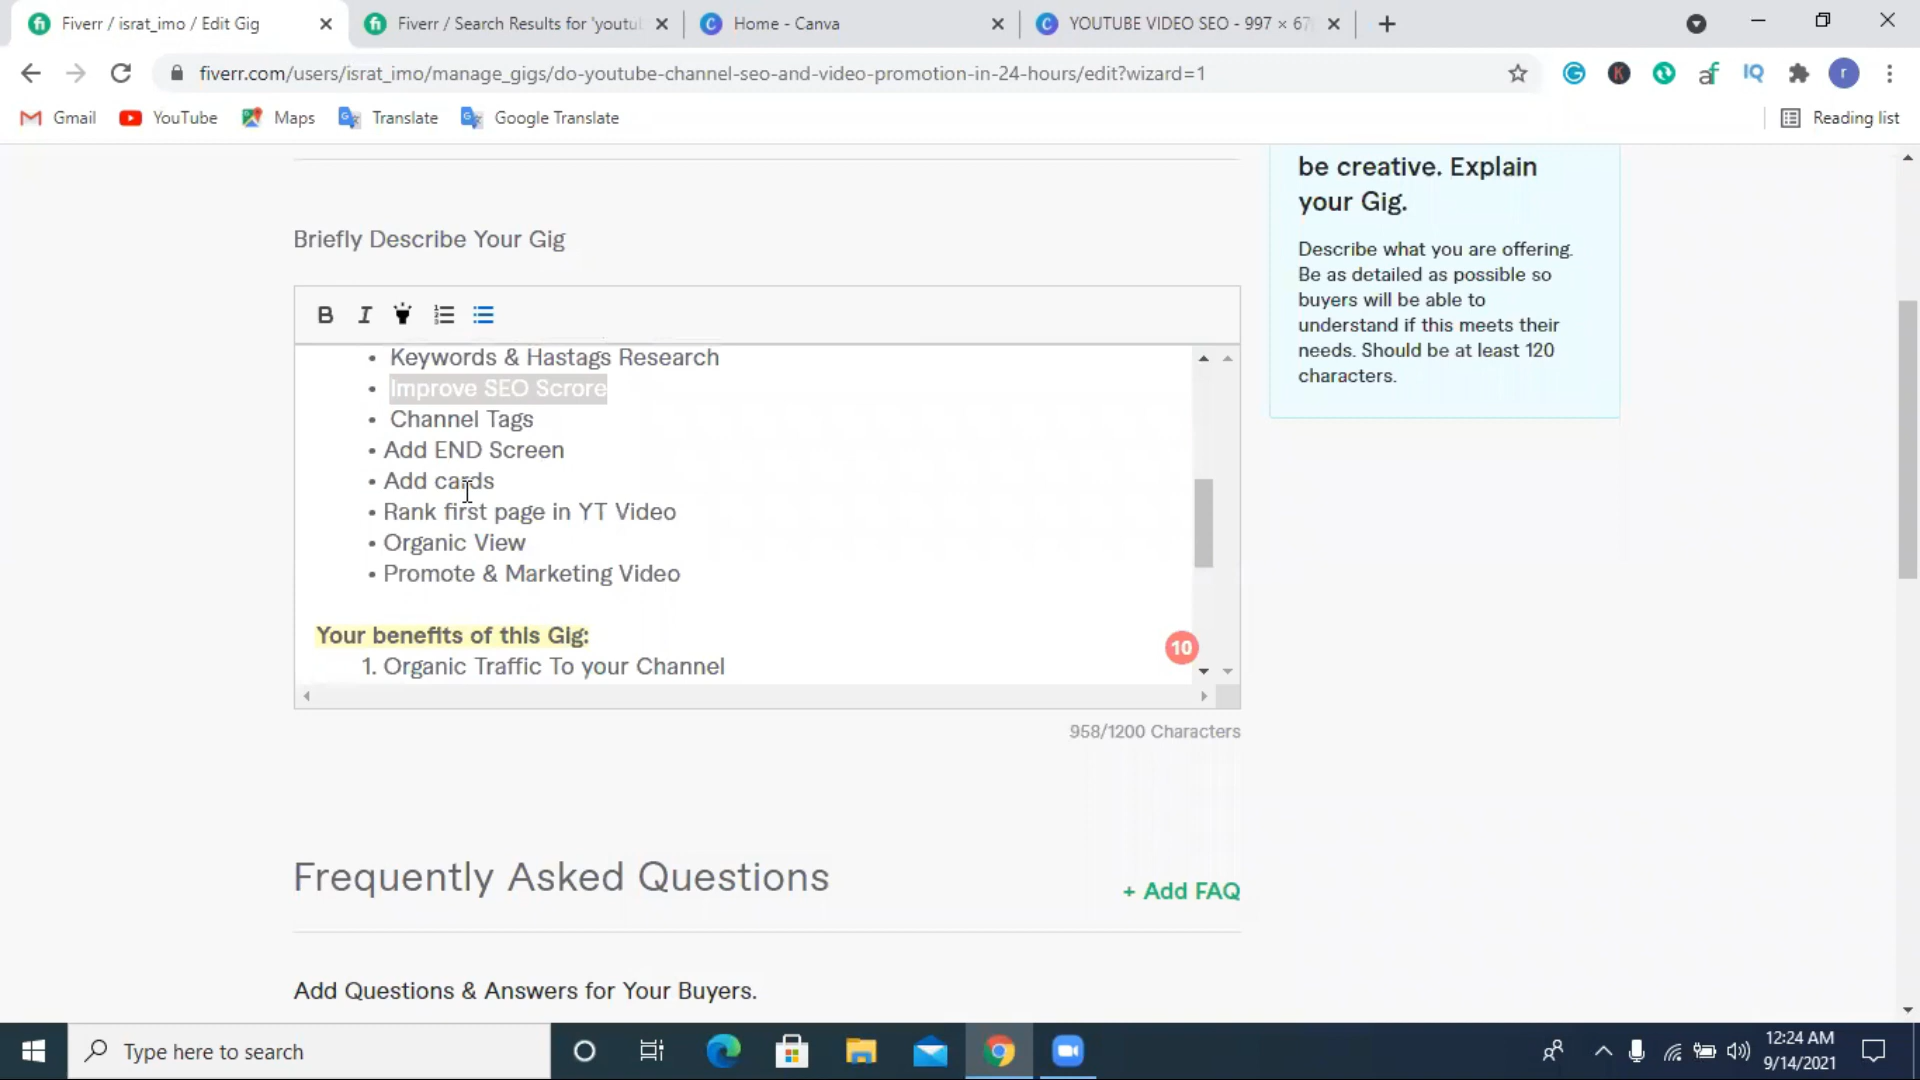 Fiverr / israt_imo / Edit Gig
Fiverr / Search Results for 'youtu
Home - Canva
YOUTUBE VIDEO SEO - 997 × 67
fiverr.com/users/israt_imo/manage_gigs/do-youtube-channel-seo-and-video-promotion-in-24-hours/edit?wizard=1
Gmail
YouTube
Maps
Translate
Google Translate
Reading list
be creative. Explain
your Gig.
Describe what you are offering.
Be as detailed as possible so
buyers will be able to
understand if this meets their
needs. Should be at least 120
characters.
Briefly Describe Your Gig
B I
• Keywords & Hastags Research
• Improve SEO Scrore
• Channel Tags
• Add END Screen
• Add cards
• Rank first page in YT Video
• Organic View
• Promote & Marketing Video
Your benefits of this Gig:
1. Organic Traffic To your Channel
10
958/1200 Characters
Frequently Asked Questions
+ Add FAQ
Add Questions & Answers for Your Buyers.
Type here to search
12:24 AM
9/14/2021